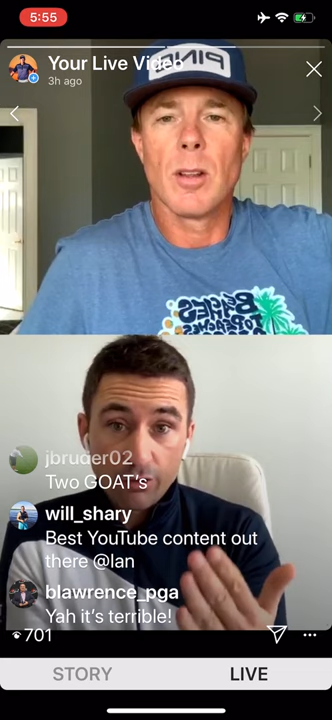 5:55
Your Live Video
3h ago
PING
jbruder02
Two GOAT's
will_shary
Best YouTube content out
there @Ian
blawrence_pga
Yah it's terrible!
701
STORY
LIVE